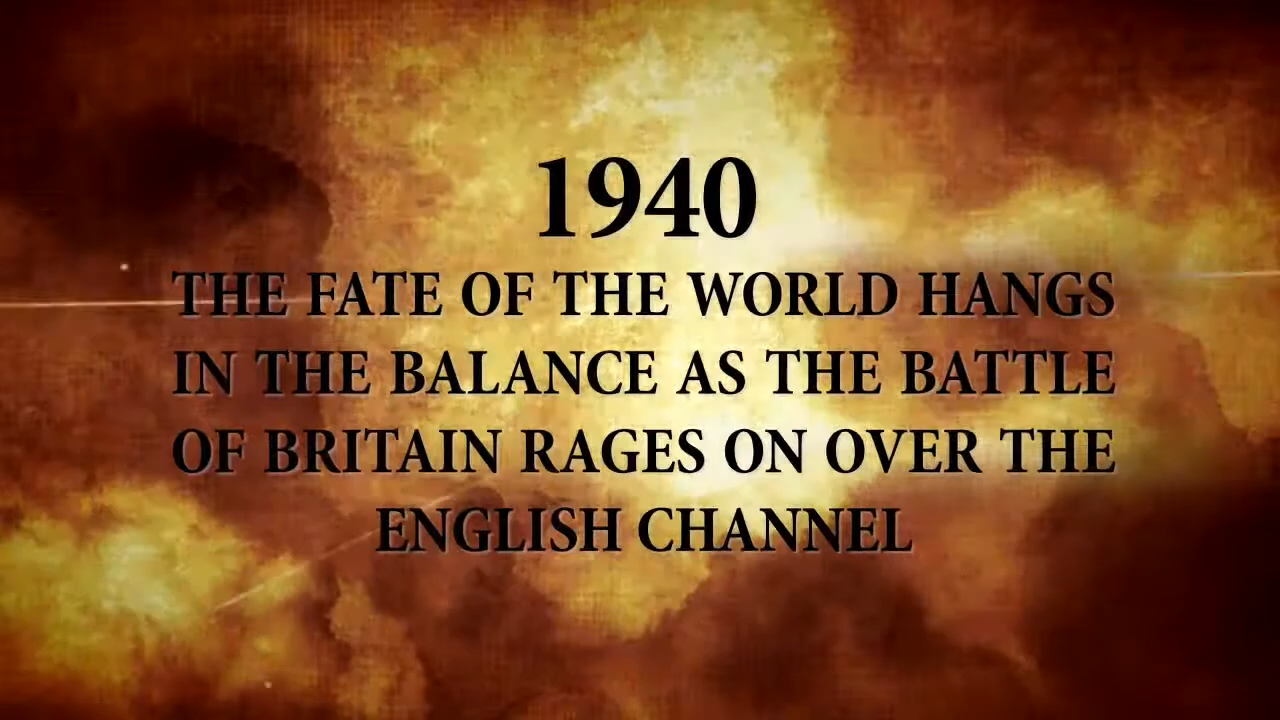 1940
THE FATE OF THE WORLD HANGS
IN THE BALANCE AS THE BATTLE
OF BRITAIN RAGES ON OVER THE
ENGLISH CHANNEL